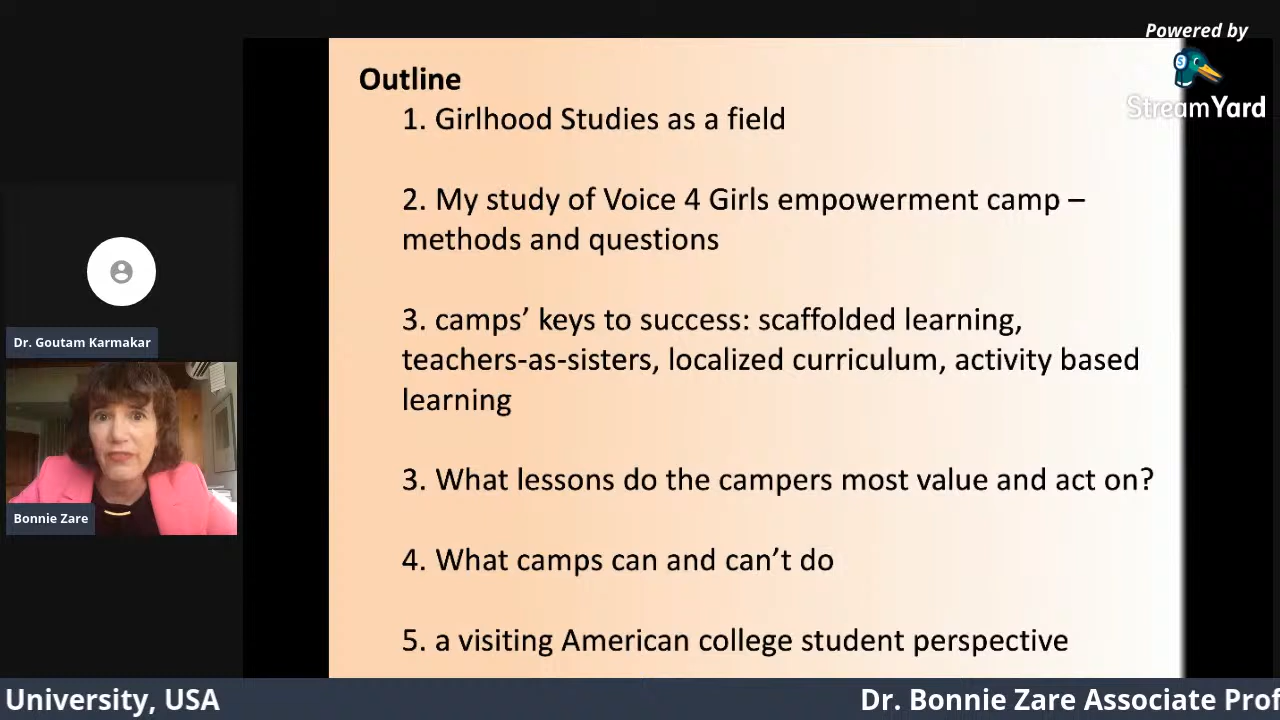 Powered by
StreamYard
Outline
1. Girlhood Studies as a field
2. My study of Voice 4 Girls empowerment camp –
methods and questions
3. camps’ keys to success: scaffolded learning,
teachers-as-sisters, localized curriculum, activity based
learning
3. What lessons do the campers most value and act on?
4. What camps can and can’t do
5. a visiting American college student perspective
Dr. Goutam Karmakar
Bonnie Zare
University, USA
Dr. Bonnie Zare Associate Prof